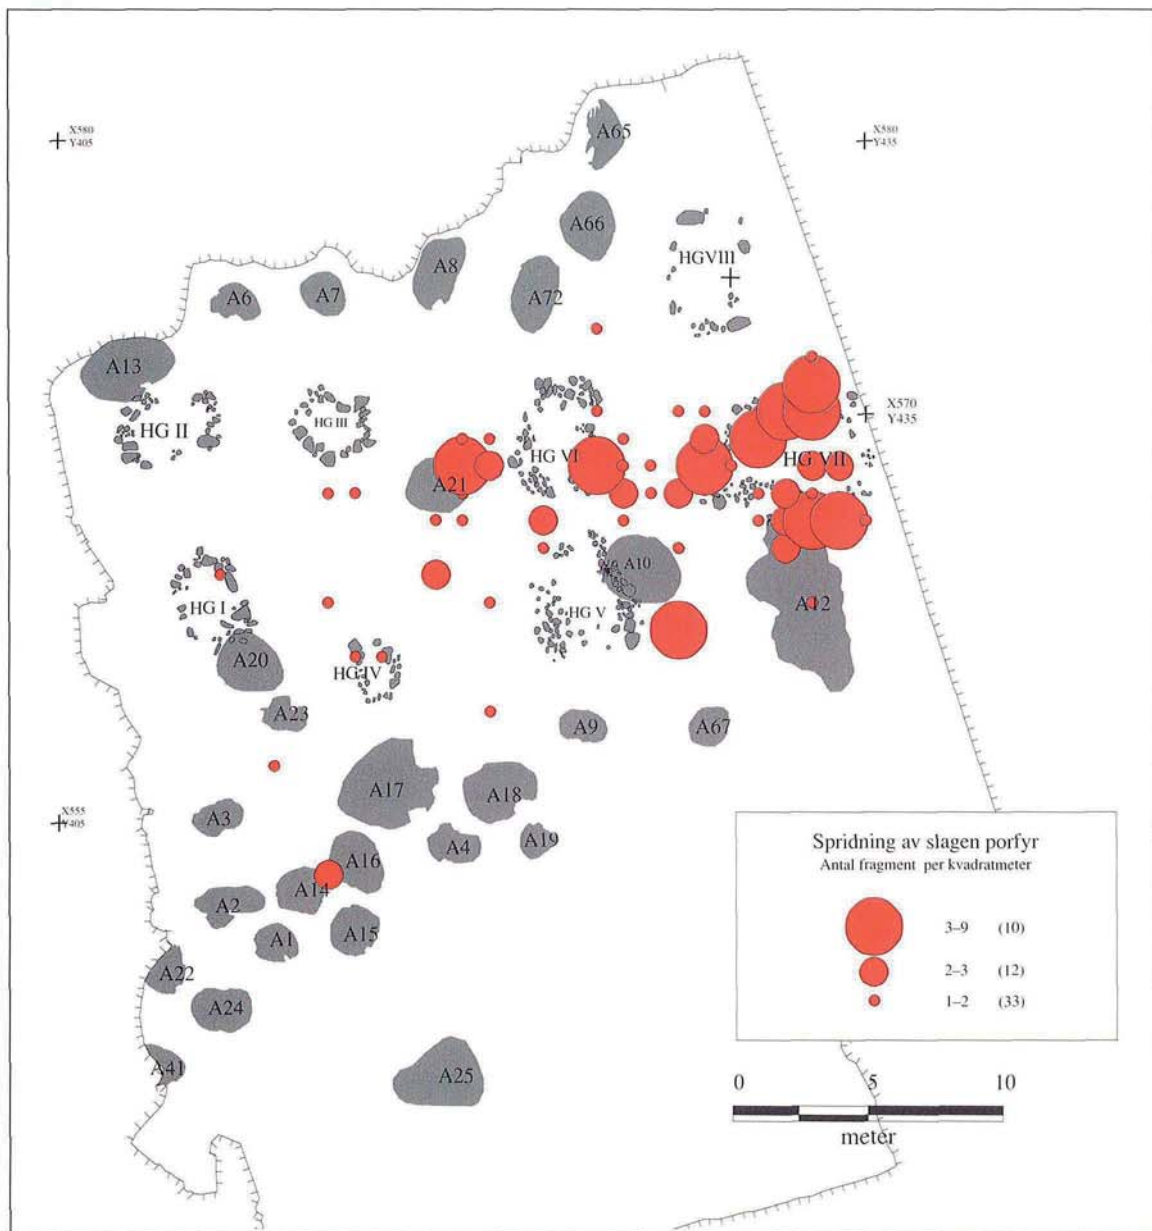 X580
Y405
X580
Y435
A65
A66
HGVIII
A8
A6
A7
A72
A13
X570
Y435
HG II
HG III
HG VI
HG VII
A21
A10
HG I
HG V
A12
A20
HG IV
A23
A9
A67
A17
A18
X555
Y405
A3
A4
A19
A16
A14
A2
A15
A1
A22
A24
A41
A25
Spridning av slagen porfyr
Antal fragment per kvadratmeter
3–9 (10)
2–3 (12)
1–2 (33)
0 5 10
meter